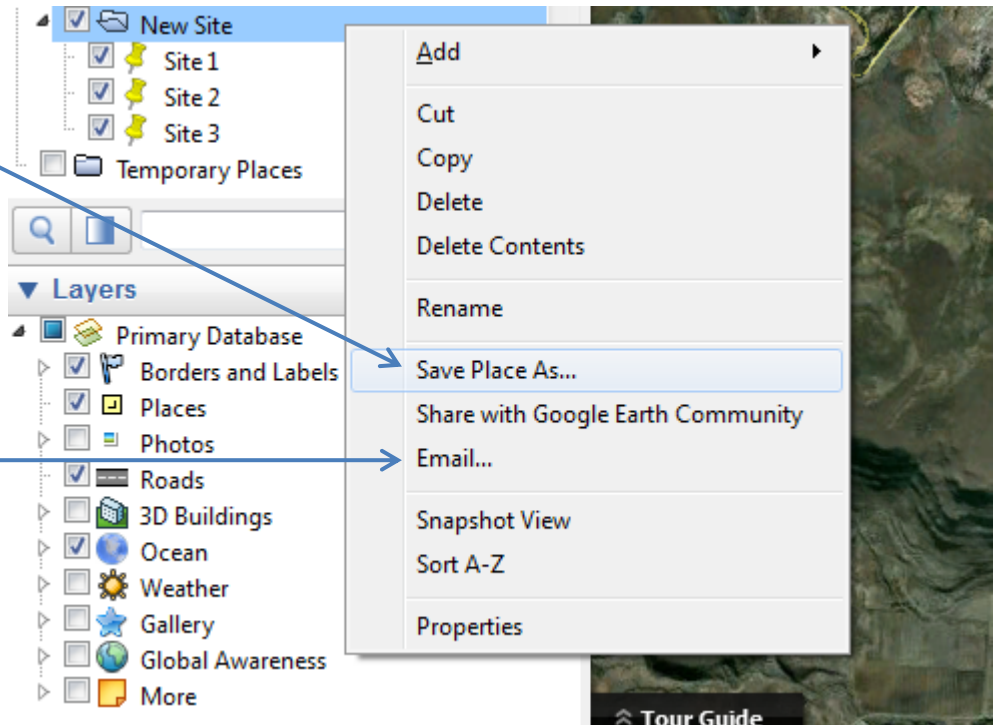 New Site
Site 1
Site 2
Site 3
Temporary Places
Layers
Primary Database
Borders and Labels
Places
Photos
Roads
3D Buildings
Ocean
Weather
Gallery
Global Awareness
More
Add
Cut
Copy
Delete
Delete Contents
Rename
Save Place As...
Share with Google Earth Community
Email...
Snapshot View
Sort A-Z
Properties
Tour Guide